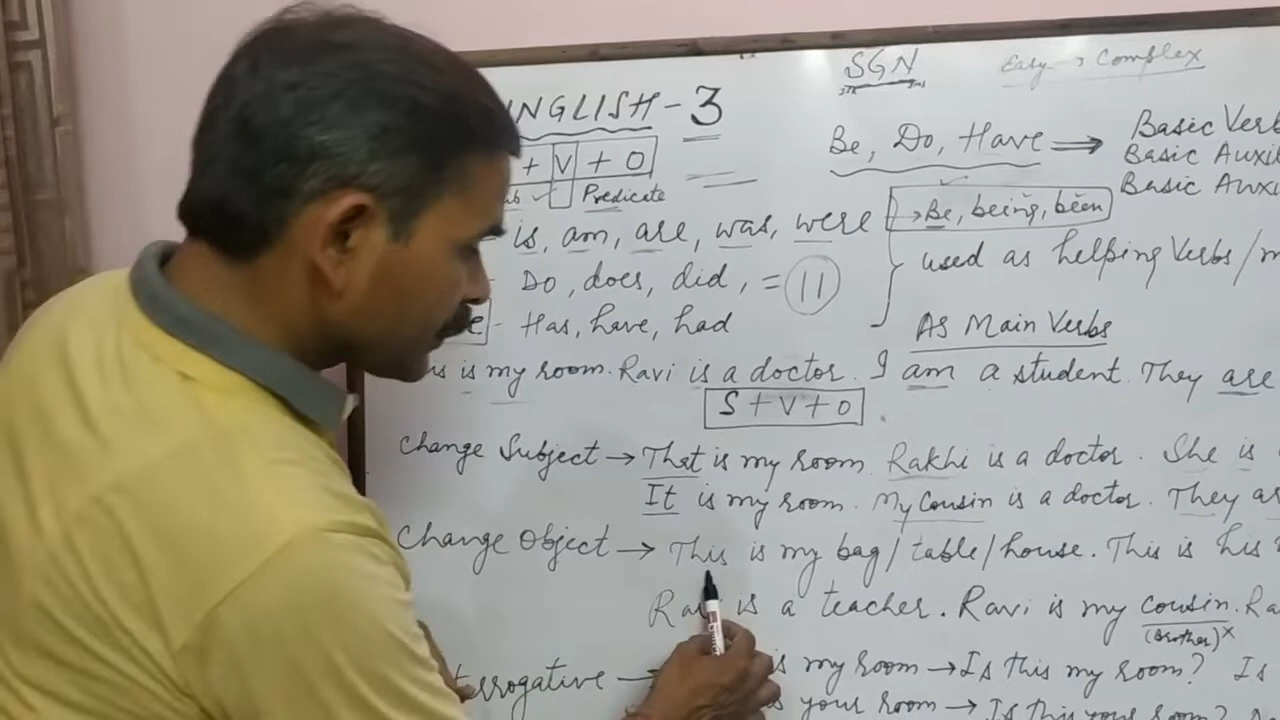 SGN Easy → Complex
INGLISH - 3
Be, Do, Have ⇒ Basic Verb
Basic Auxil
Basic Auxi
+ V + O
Predicate
→ Be, being, been
is, am, are, was, were
used as helping Verbs/m
Do, does, did, = 11
- Has, have, had
As Main Verbs
is my room. Ravi is a doctor. I am a student. They are
S + V + O
Change Subject → That is my room. Rakhi is a doctor. She is
It is my room. My Cousin is a doctor. They ar
Change Object → This is my bag/table/house. This is his
is a teacher. Ravi is my cousin. Ra
(Brother) x
errogative → is my room → Is this my room? Is
is your room → Is this your room?